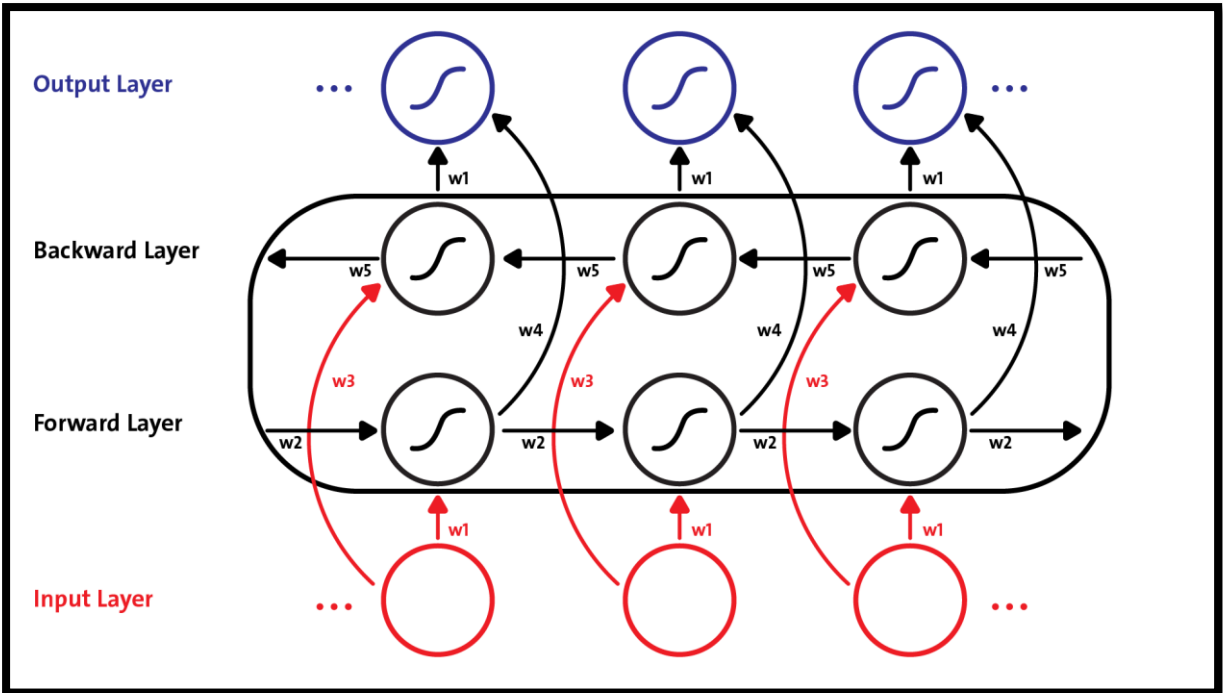 Output Layer
... ...
w1 w1 w1
Backward Layer
w5 w5 w5 w5
w4 w4 w4
w3 w3 w3
Forward Layer
w2 w2 w2 w2
w1 w1 w1
Input Layer
... ...